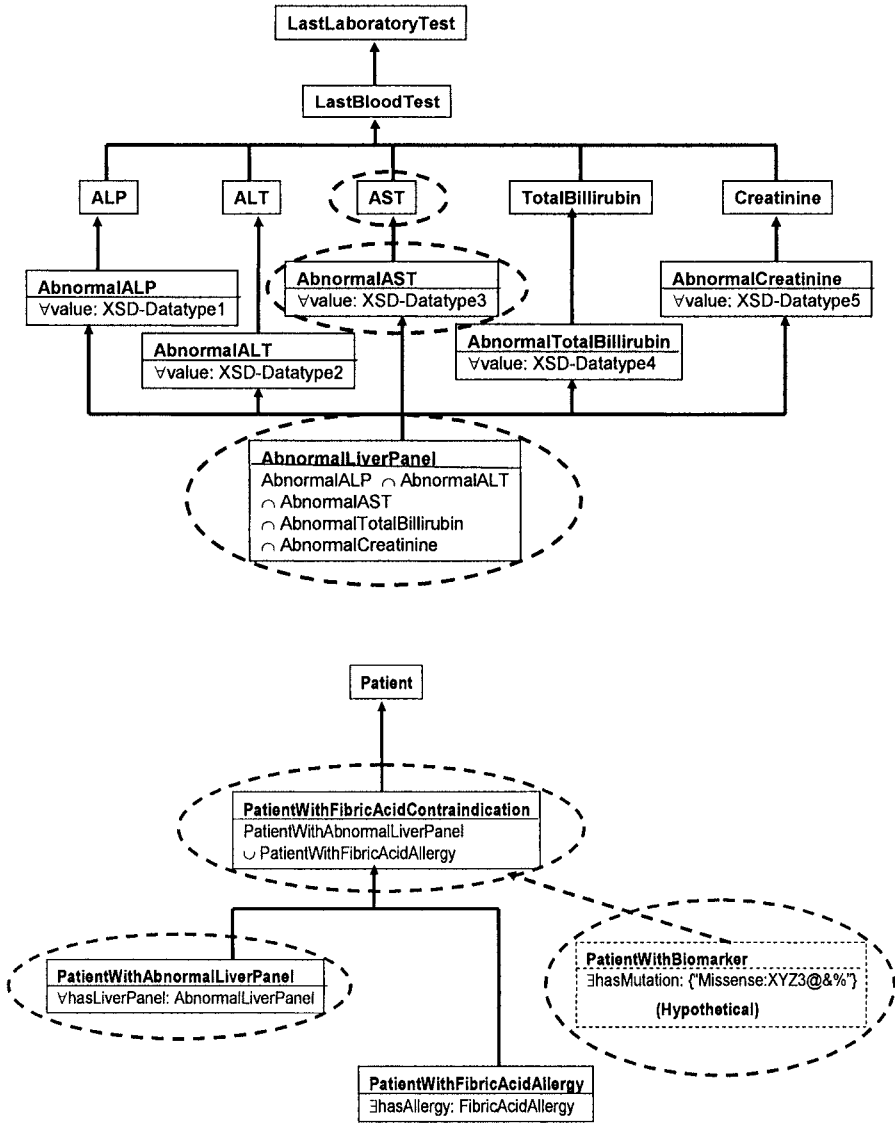 LastLaboratoryTest
LastBloodTest
ALP
ALT
AST
TotalBillirubin
Creatinine
AbnormalALP
∀value: XSD-Datatype1
AbnormalAST
∀value: XSD-Datatype3
AbnormalCreatinine
∀value: XSD-Datatype5
AbnormalALT
∀value: XSD-Datatype2
AbnormalTotalBillirubin
∀value: XSD-Datatype4
AbnormalLiverPanel
AbnormalALP ∩ AbnormalALT
∩ AbnormalAST
∩ AbnormalTotalBillirubin
∩ AbnormalCreatinine
Patient
PatientWithFibricAcidContraindication
PatientWithAbnormalLiverPanel
∪ PatientWithFibricAcidAllergy
PatientWithAbnormalLiverPanel
∀hasLiverPanel: AbnormalLiverPanel
PatientWithBiomarker
∃hasMutation: {"Missense:XYZ3@&%"}
(Hypothetical)
PatientWithFibricAcidAllergy
∃hasAllergy: FibricAcidAllergy